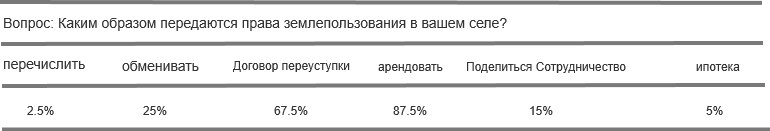 Вопрос: Каким образом передаются права землепользования в вашем селе?
перечислить обменивать Договор переуступки арендовать Поделиться Сотрудничество ипотека
2.5% 25% 67.5% 87.5% 15% 5%